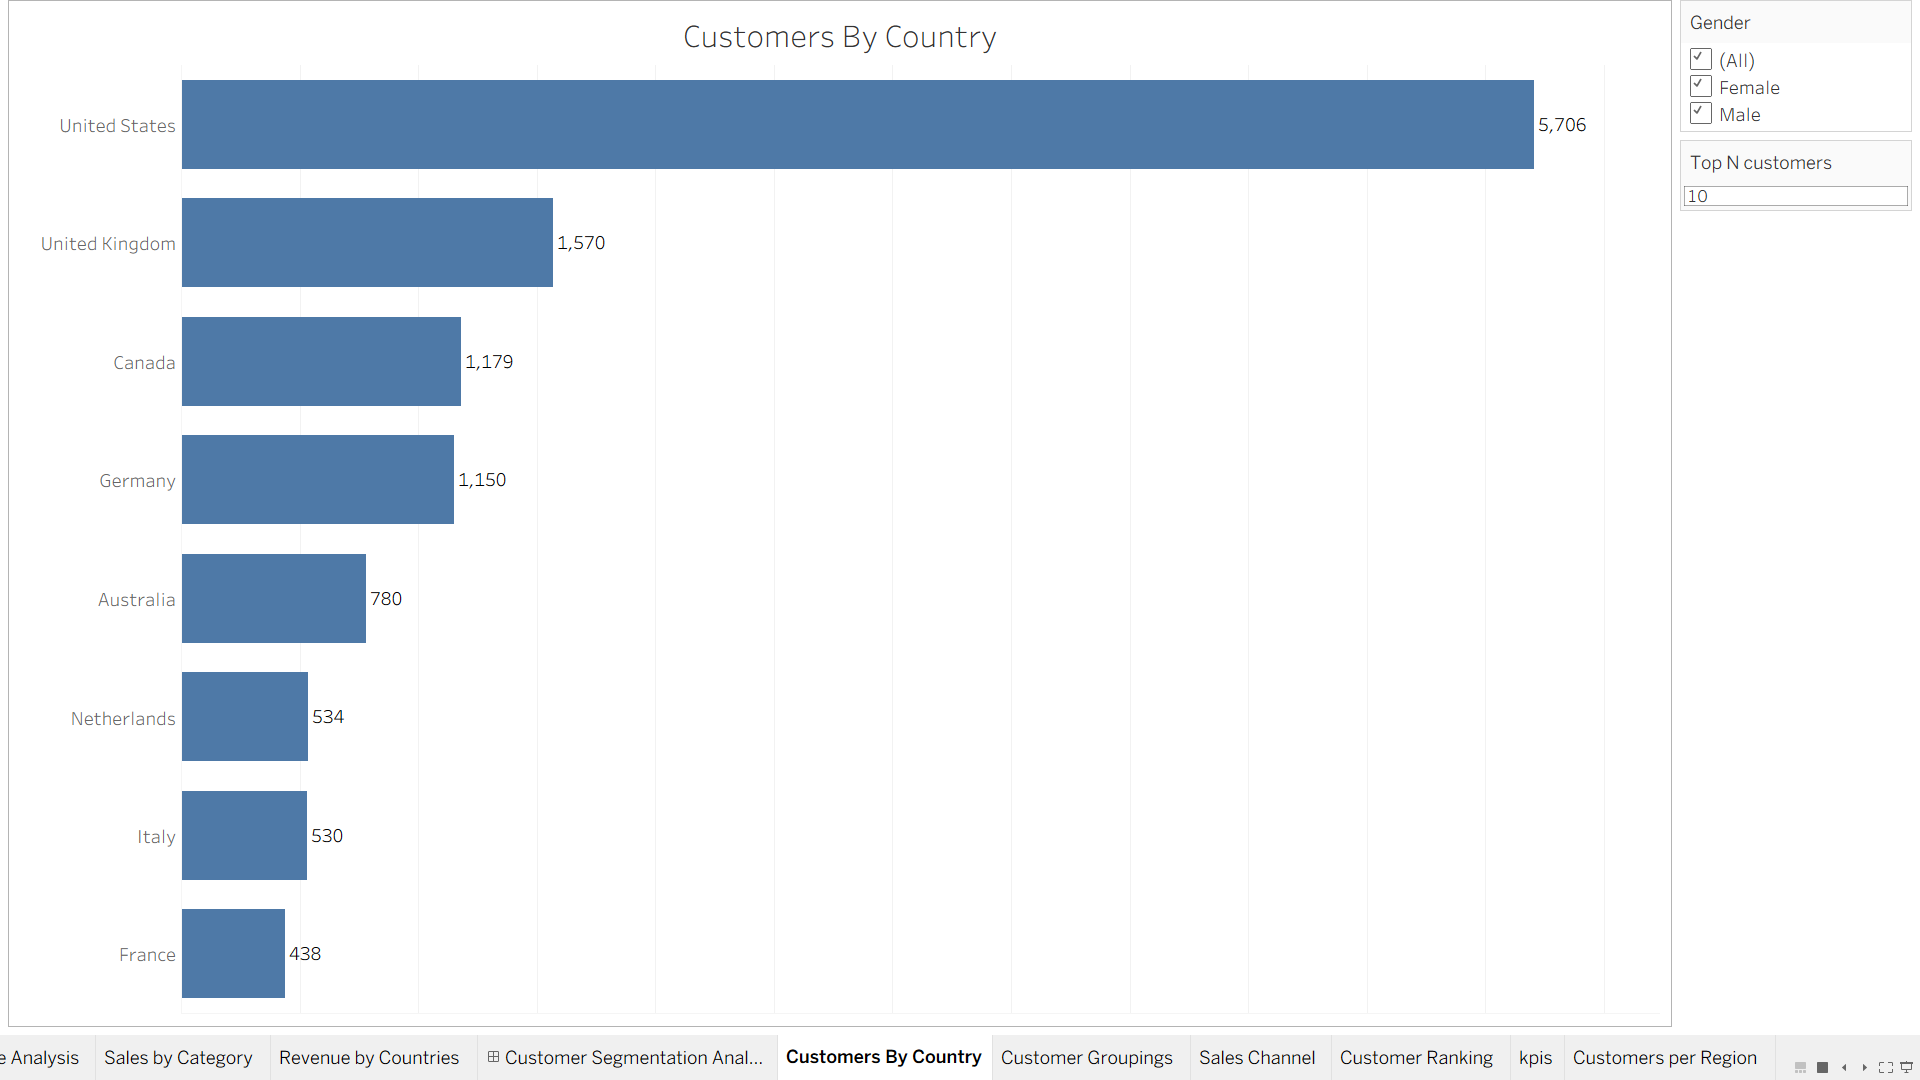 Customers By Country
United States
5,706
United Kingdom
1,570
Canada
1,179
Germany
1,150
Australia
780
Netherlands
534
Italy
530
France
438
Gender
(All)
Female
Male
Top N customers
10
e Analysis
Sales by Category
Revenue by Countries
Customer Segmentation Anal...
Customers By Country
Customer Groupings
Sales Channel
Customer Ranking
kpis
Customers per Region